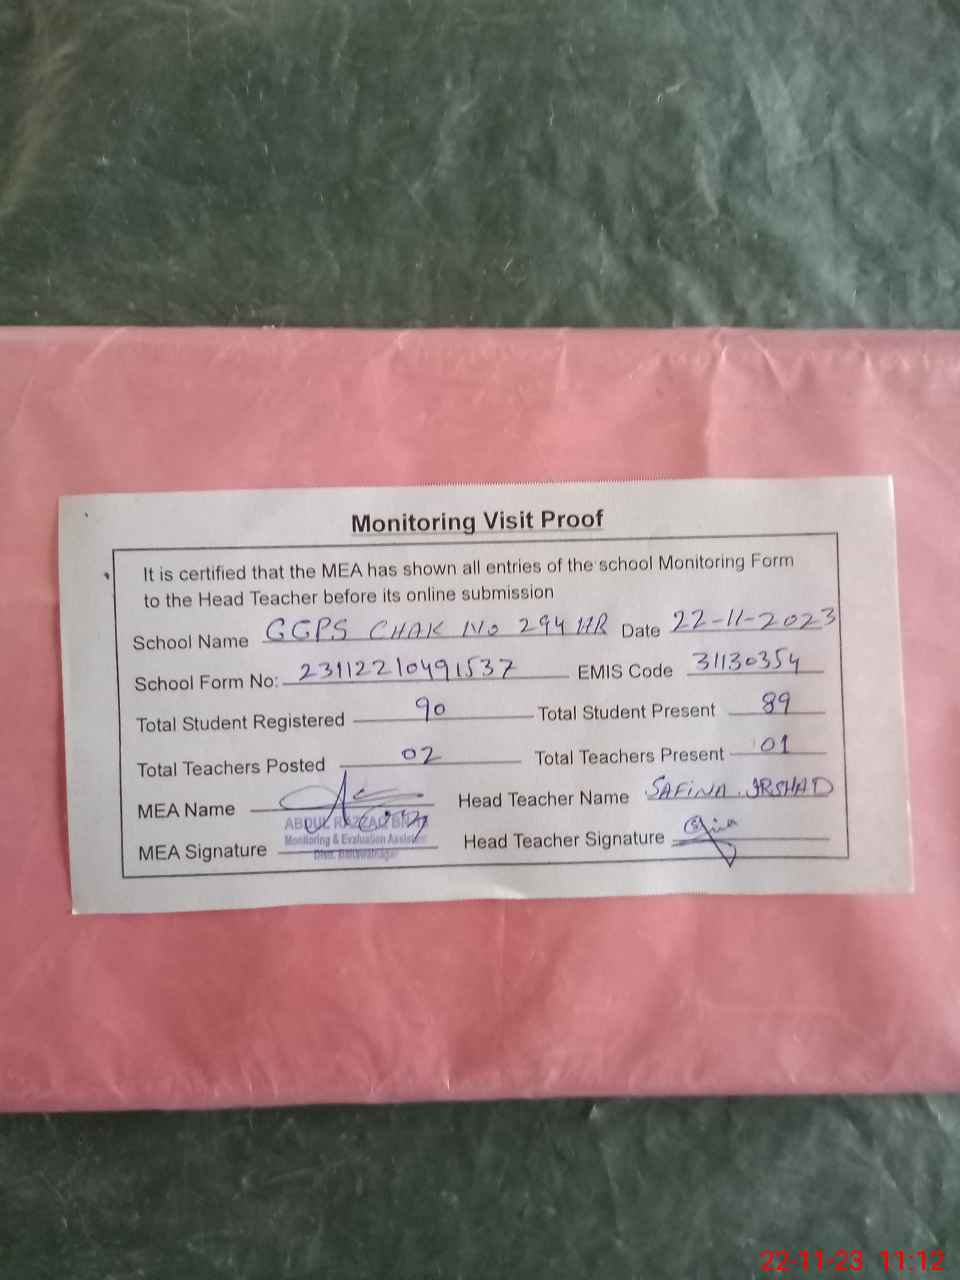 Monitoring Visit Proof
It is certified that the MEA has shown all entries of the school Monitoring Form
to the Head Teacher before its online submission
School Name GGPS CHAK NO 294 HR Date 22-11-2023
School Form No: 23112210491537 EMIS Code 31130354
Total Student Registered 90 Total Student Present 89
Total Teachers Posted 02 Total Teachers Present 01
MEA Name Head Teacher Name SAFINA IRSHAD
ABDUL RAZZAQ
Monitoring & Evaluation Assistant
MEA Signature Head Teacher Signature
Distt. Bahawalnagar
22-11-23 11:12